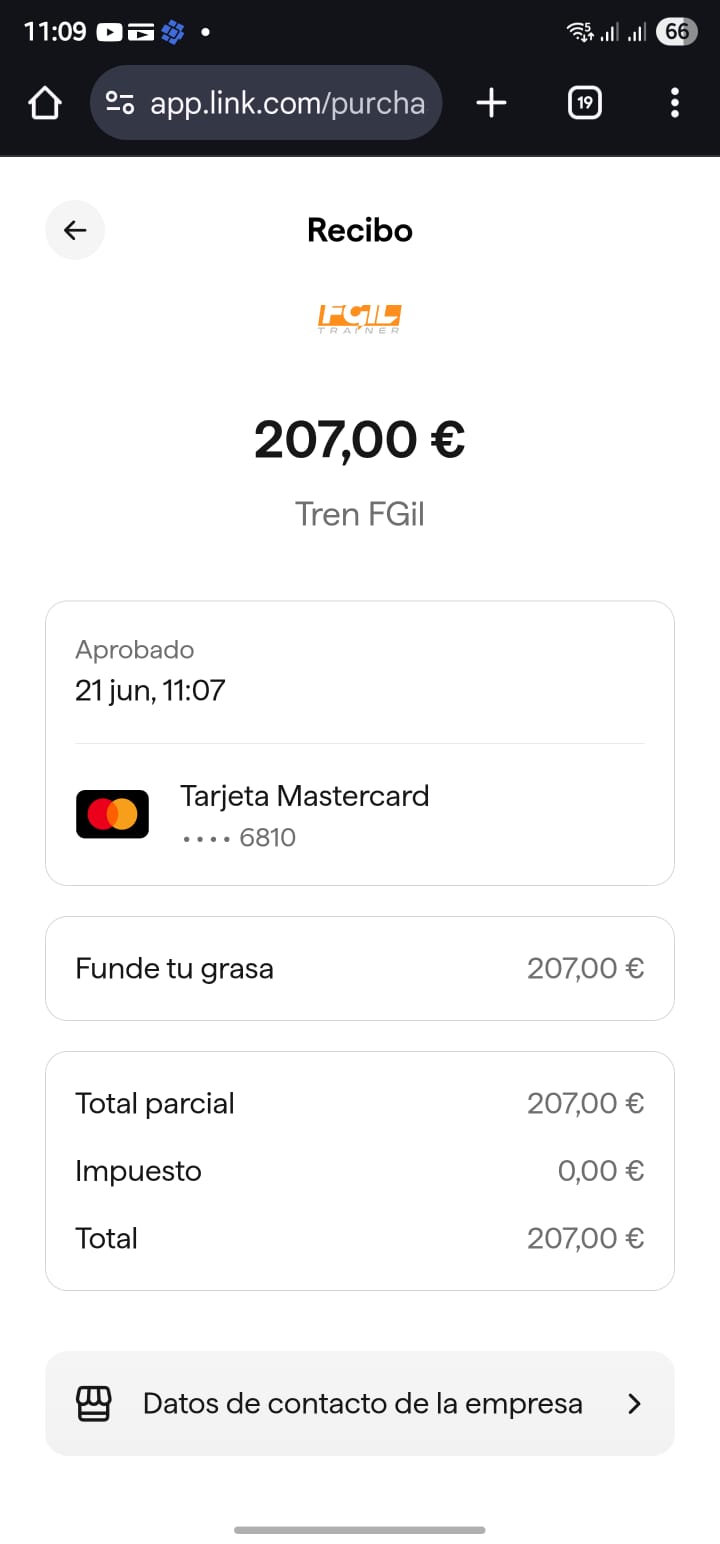 11:09
66
app.link.com/purcha
19
Recibo
FGIL
TRAINER
207,00 €
Tren FGil
Aprobado
21 jun, 11:07
Tarjeta Mastercard
•••• 6810
Funde tu grasa 207,00 €
Total parcial 207,00 €
Impuesto 0,00 €
Total 207,00 €
Datos de contacto de la empresa